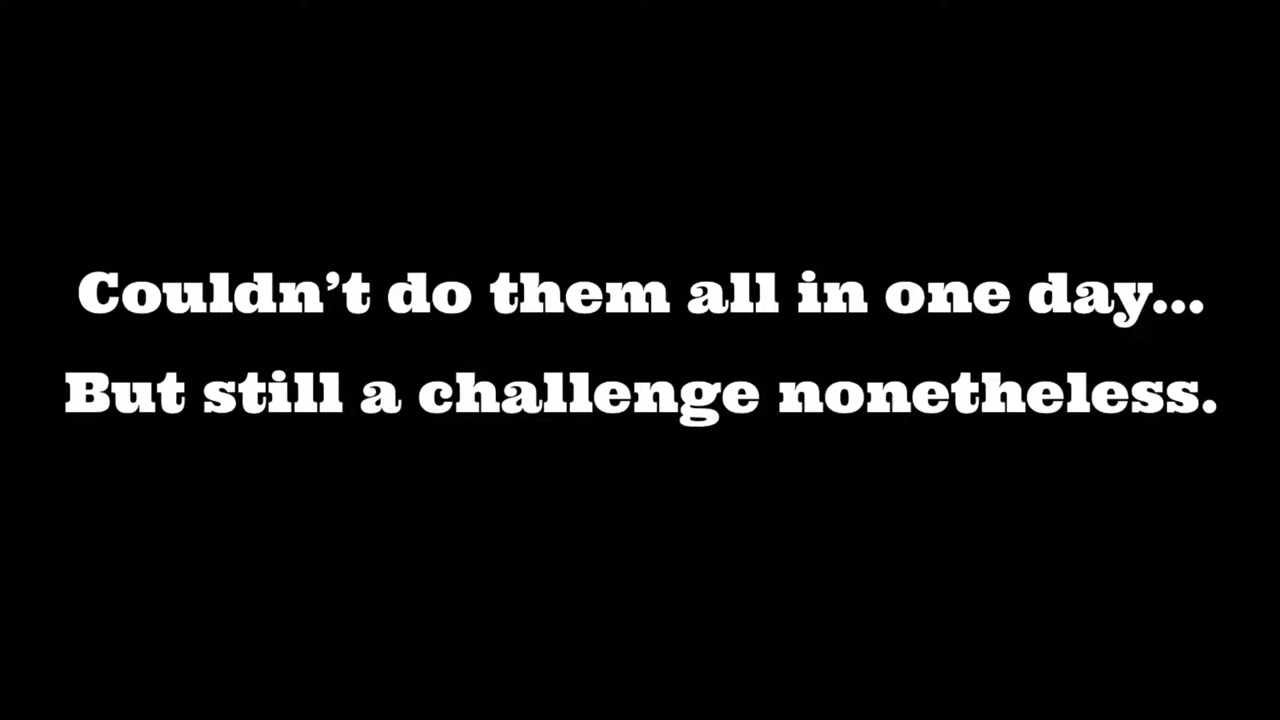 Couldn’t do them all in one day...
But still a challenge nonetheless.